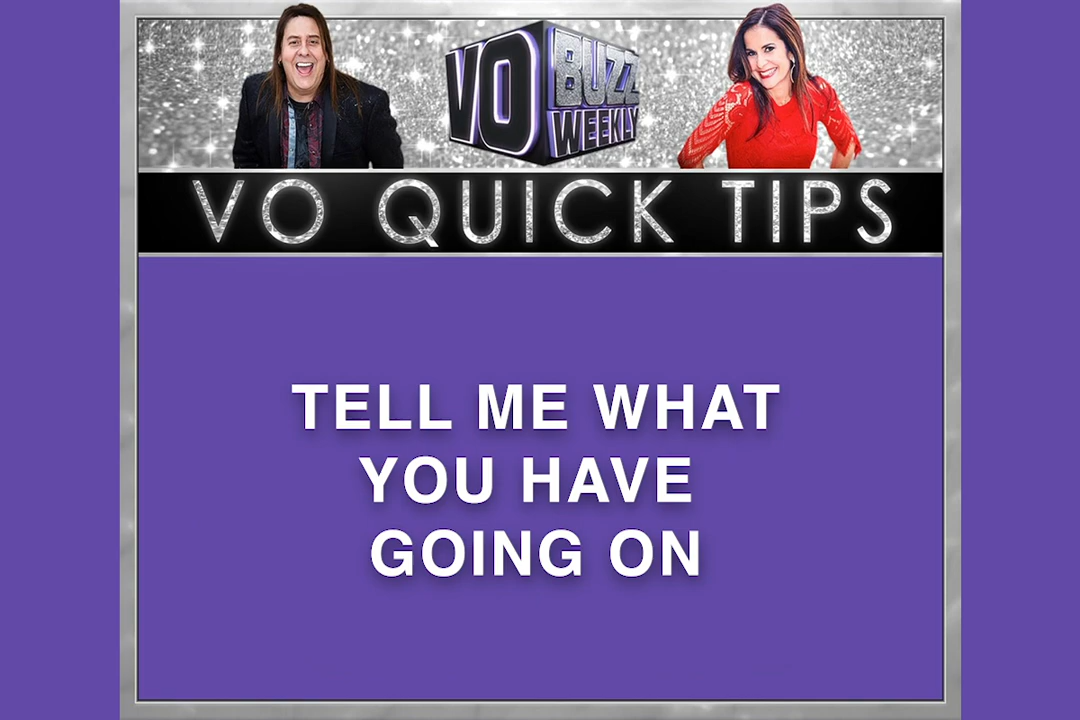 VO BUZZ
WEEKLY
VO QUICK TIPS
TELL ME WHAT
YOU HAVE
GOING ON